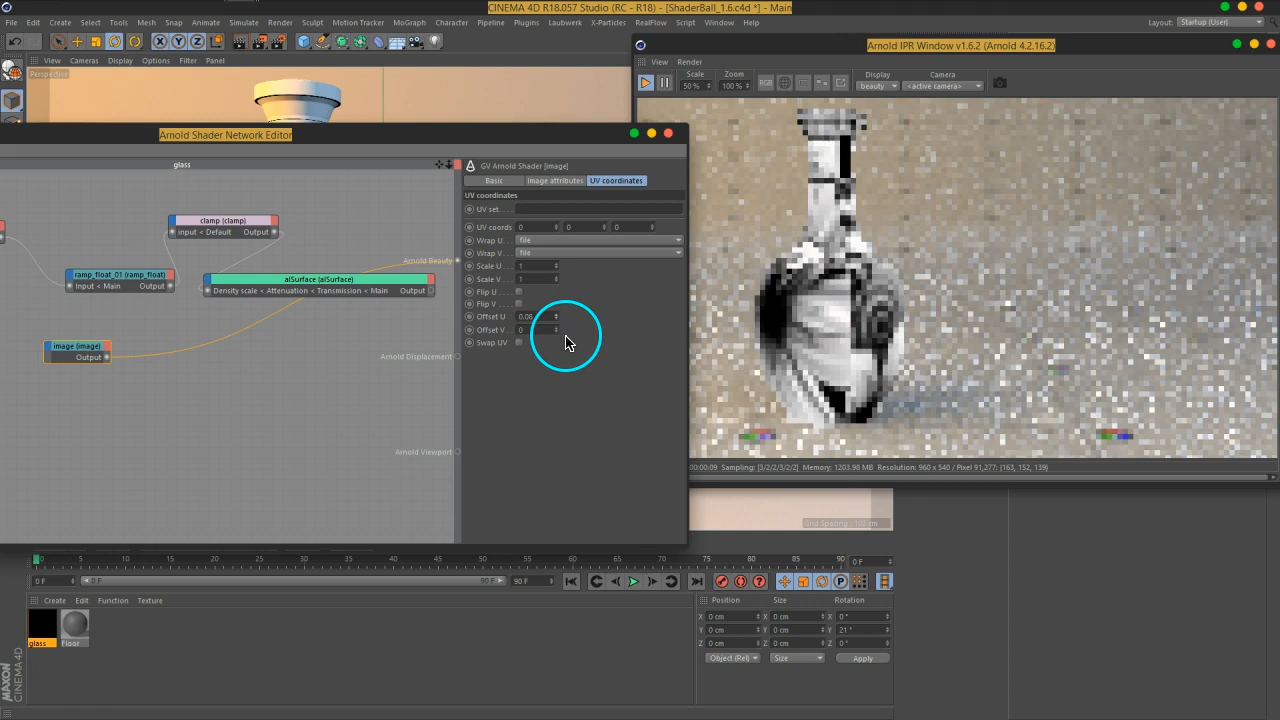 CINEMA 4D R18.057 Studio (RC - R18) - [ShaderBall_1.6.c4d *] - Main
File Edit Create Select Tools Mesh Snap Animate Simulate Render Sculpt Motion Tracker MoGraph Character Pipeline Plugins Laubwerk X-Particles RealFlow Script Window Help
Layout: Startup (User)
X Y Z
Arnold IPR Window v1.6.2 (Arnold 4.2.16.2)
View Cameras Display Options Filter Panel
View Render
Perspective
Scale Zoom Display Camera
50 % 100 % RGB beauty <active camera>
Arnold Shader Network Editor
glass
GV Arnold Shader [image]
Basic Image attributes UV coordinates
UV coordinates
UV set. . . .
UV coords 0 0 0
Wrap U. . . file
Wrap V. . . file
Scale U . . 1
Scale V. . . 1
Flip U . . .
Flip V . . . .
Offset U 0.08
Offset V 0
Swap UV
clamp (clamp)
input < Default Output
Arnold Beauty
ramp_float_01 (ramp_float)
Input < Main Output
alSurface (alSurface)
Density scale < Attenuation < Transmission < Main Output
image (image)
Output
Arnold Displacement
Arnold Viewport
00:00:09 Sampling: [3/2/2/3/2/2] Memory: 1203.98 MB Resolution: 960 x 540 / Pixel 91,277: (163, 152, 139)
Grid Spacing : 100 cm
0 5 10 15 20 25 30 35 40 45 50 55 60 65 70 75 80 85 90 0 F
0 F 0 F 90 F 90 F
Create Edit Function Texture
Position Size Rotation
X 0 cm X 0 cm X 0 °
Y 0 cm Y 0 cm Y 21 °
Z 0 cm Z 0 cm Z 0 °
Object (Rel) Size Apply
glass Floor
MAXON
CINEMA 4D